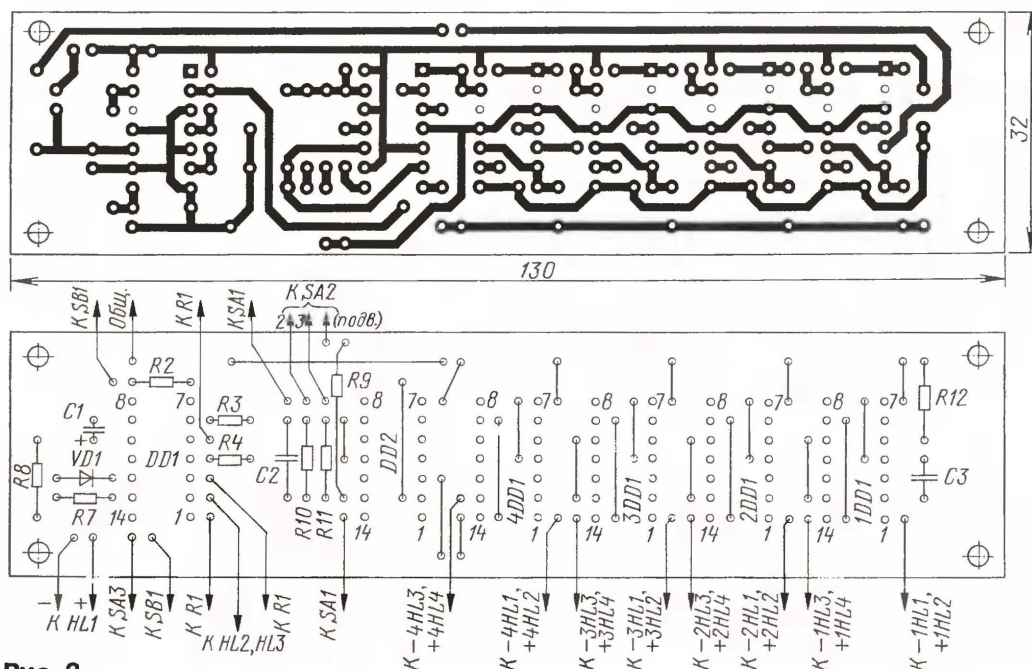 32
130
К SB1
Общ.
К R1
К SA1
К SA2
2 3 (подв.)
R2
R9
8 7
8
7
8
7
8
7
8
7
8
7
R12
C1
+
R3
R8
VD1
DD1
R4
C2
DD2
4DD1
3DD1
2DD1
1DD1
C3
R7
R10
R11
14 1
14
1
14
1
14
1
14
1
14
1
- +
К HL1
К SA3
К SB1
К R1
К HL2, HL3
К R1
К SA1
К -4HL3, +4HL4
К -4HL1, +4HL2
К -3HL3, +3HL4
К -3HL1, +3HL2
К -2HL3, +2HL4
К -2HL1, +2HL2
К -1HL3, +1HL4
К -1HL1, +1HL2